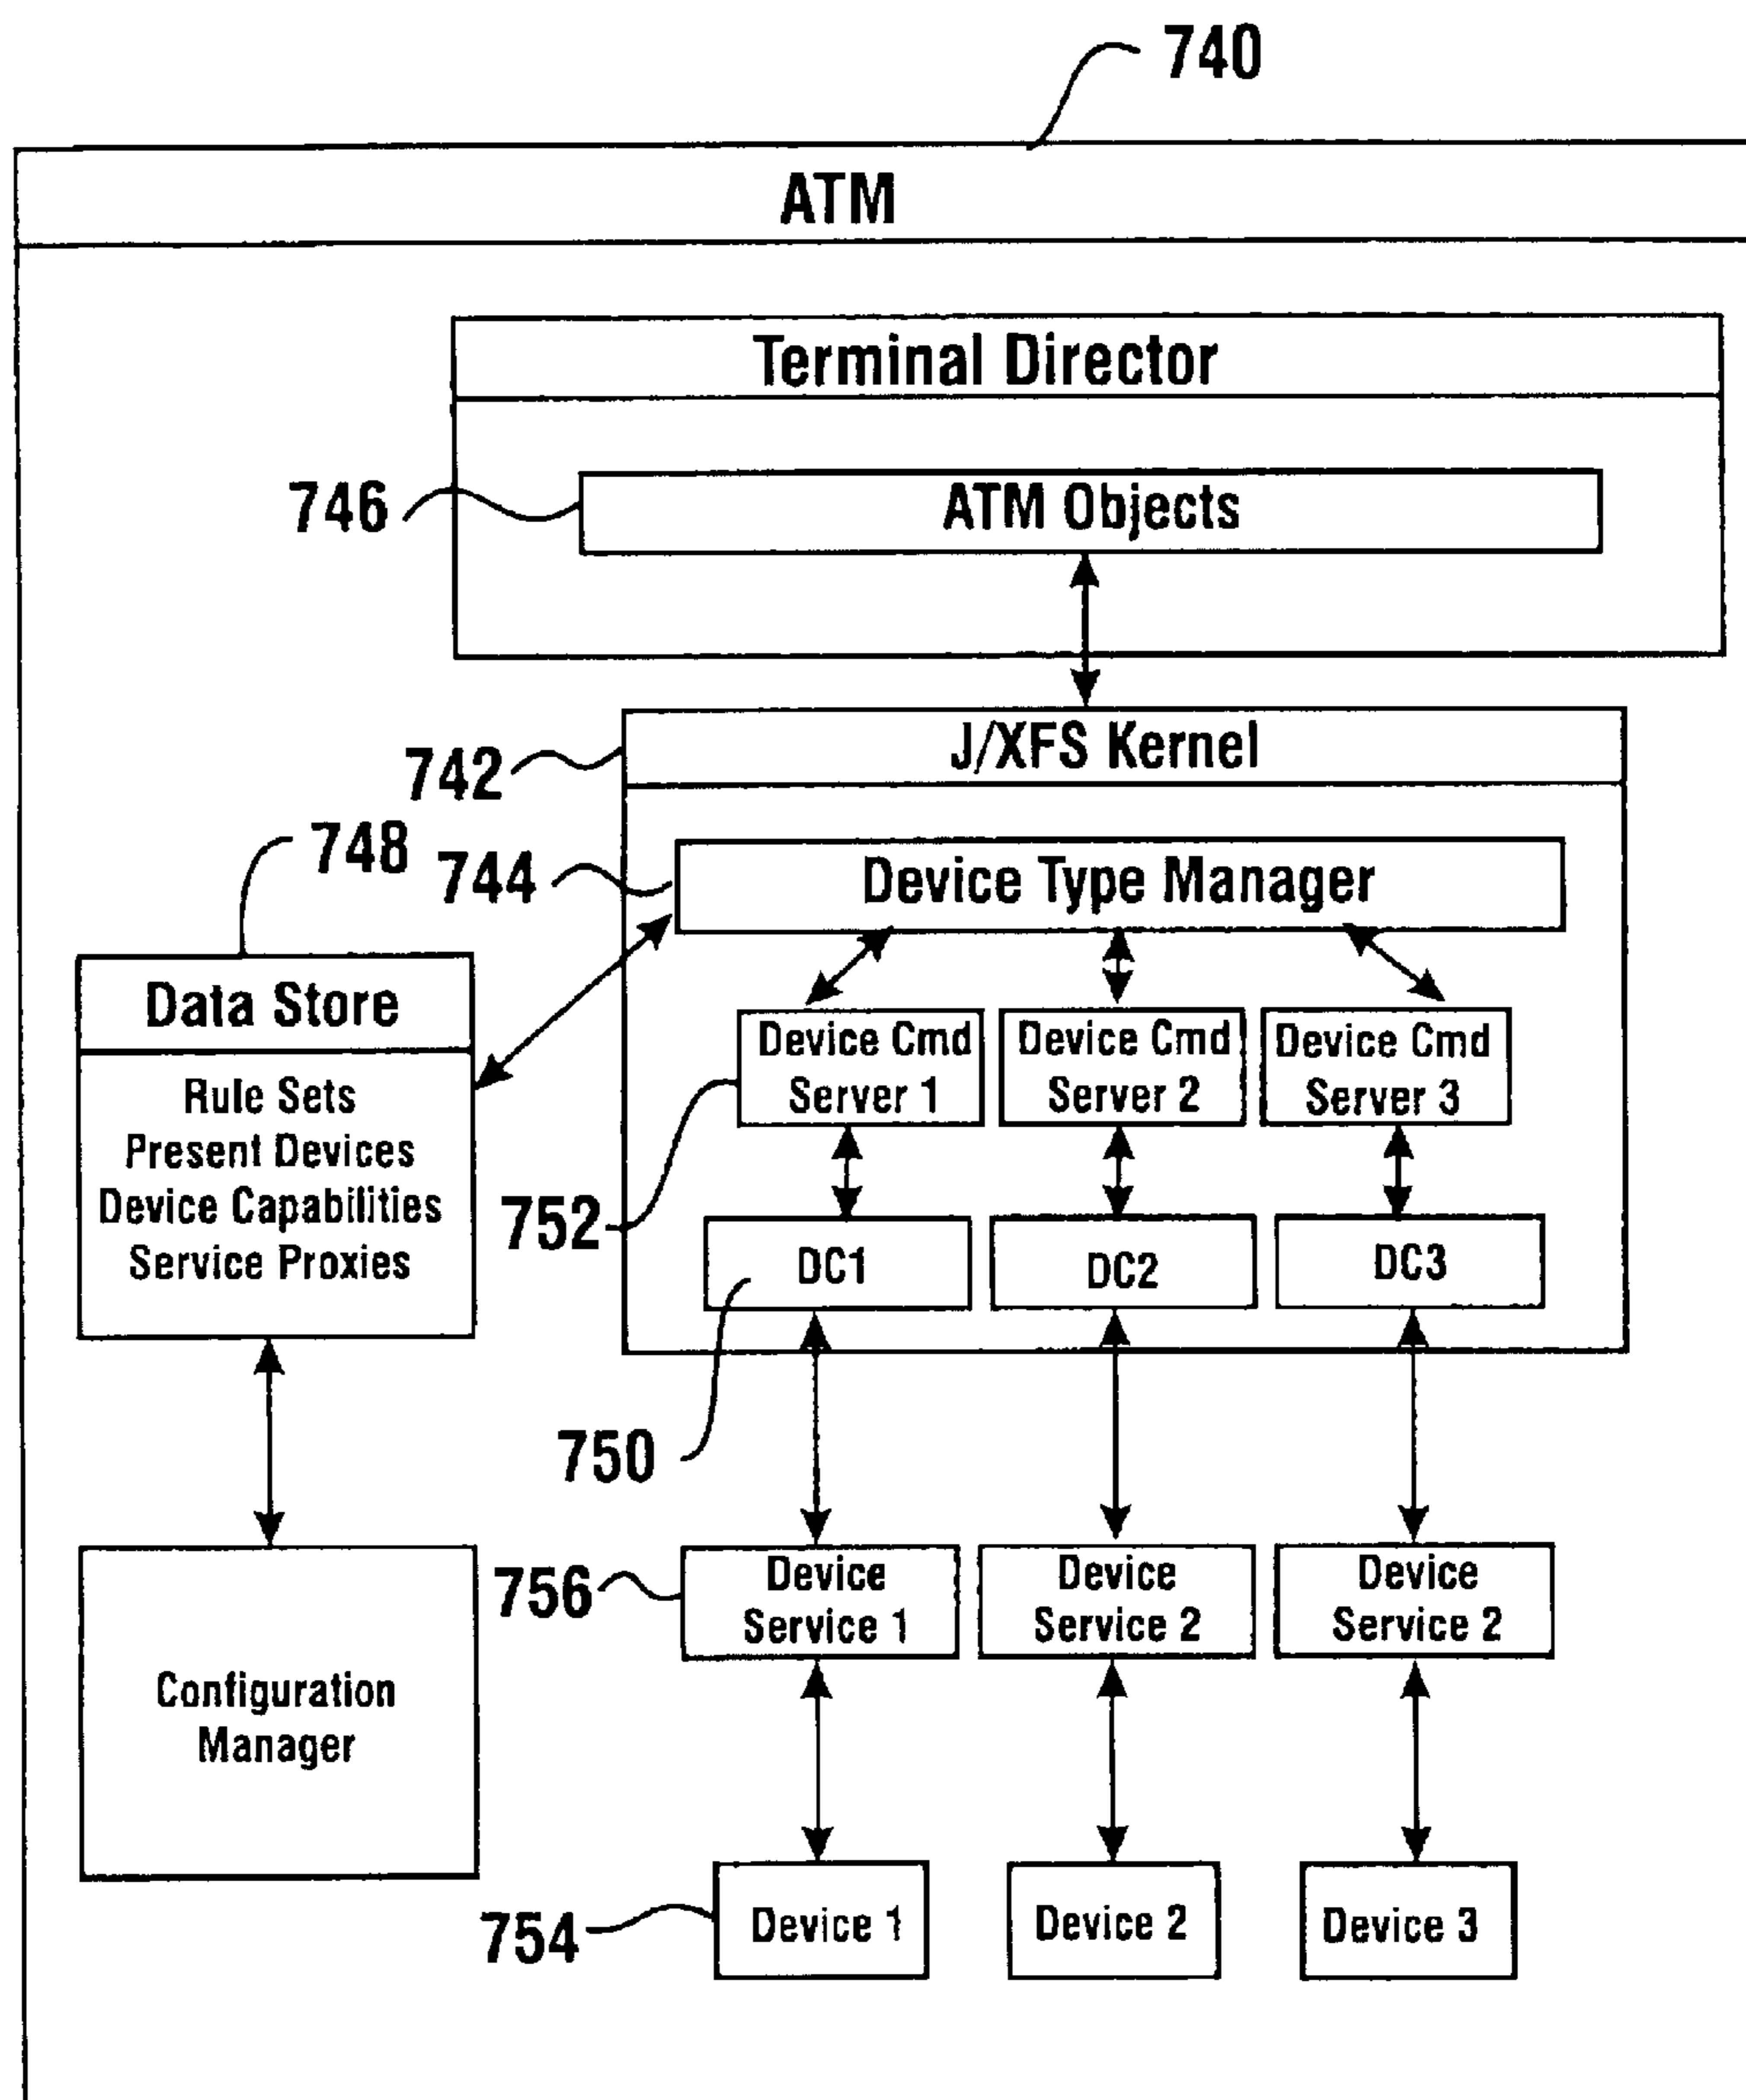 740
ATM
Terminal Director
746
ATM Objects
742
J/XFS Kernel
748
744
Device Type Manager
Data Store
Rule Sets
Present Devices
Device Capabilities
Service Proxies
Device Cmd
Server 1
Device Cmd
Server 2
Device Cmd
Server 3
752
DC1
DC2
DC3
750
756
Device
Service 1
Device
Service 2
Device
Service 2
Configuration
Manager
754
Device 1
Device 2
Device 3